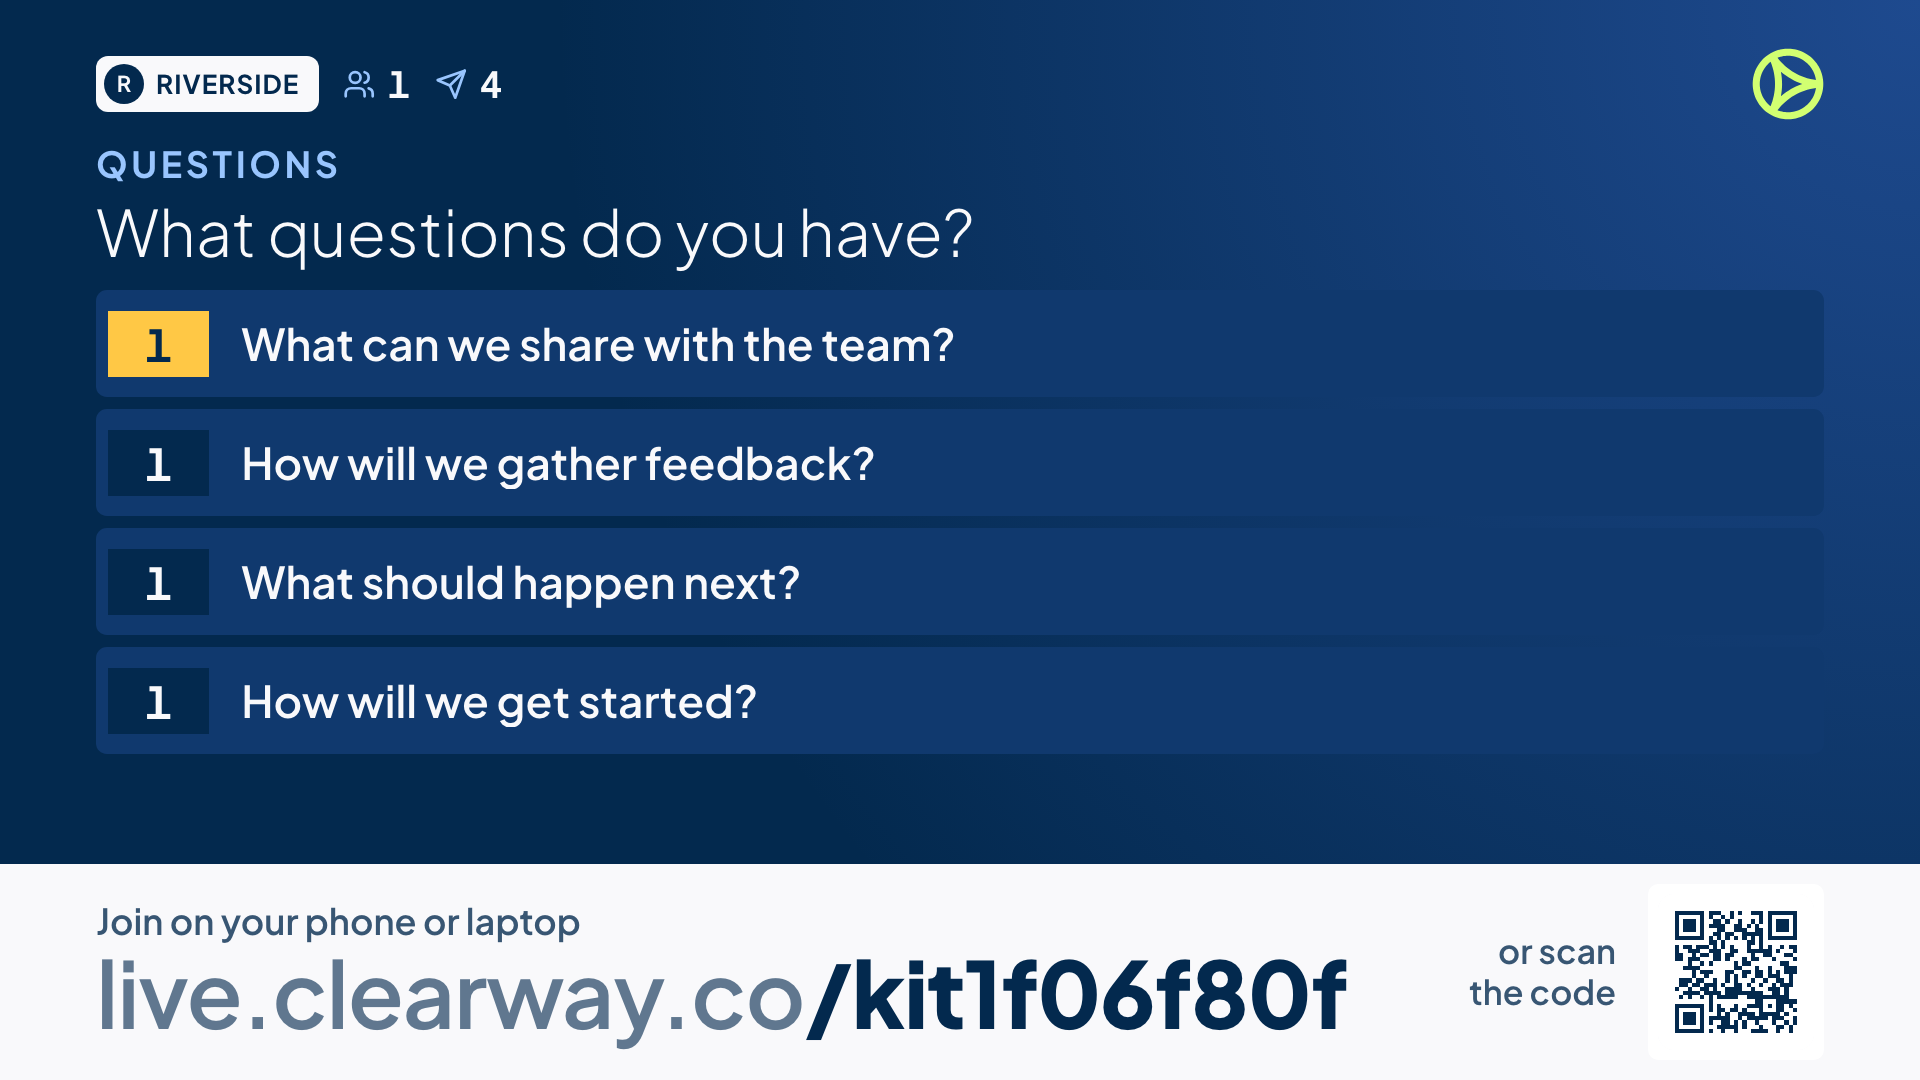 R RIVERSIDE 1 4
QUESTIONS
What questions do you have?
1 What can we share with the team?
1 How will we gather feedback?
1 What should happen next?
1 How will we get started?
Join on your phone or laptop
live.clearway.co/kit1f06f80f
or scan
the code